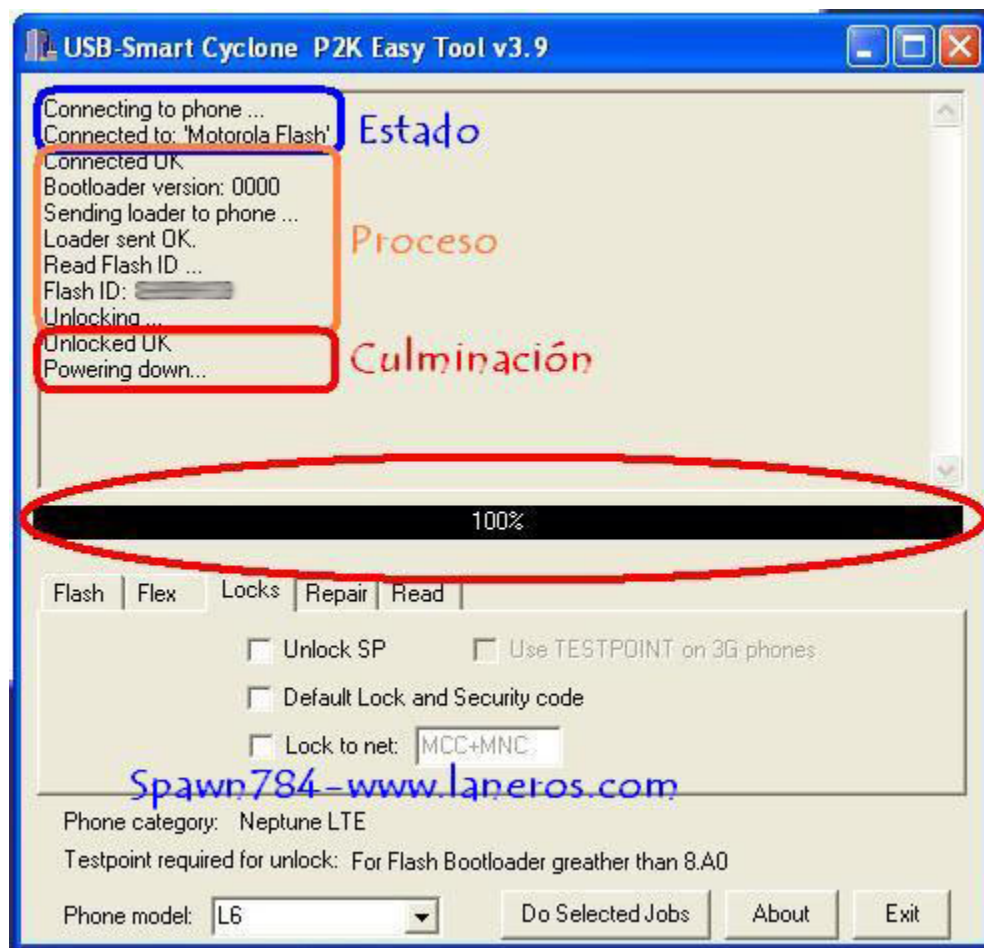 USB-Smart Cyclone P2K Easy Tool v3.9
Connecting to phone ...
Connected to: 'Motorola Flash'
Estado
Connected OK
Bootloader version: 0000
Sending loader to phone ...
Loader sent OK.
Proceso
Read Flash ID ...
Flash ID:
Unlocking ...
Unlocked OK
Culminación
Powering down...
100%
Flash Flex Locks Repair Read
Unlock SP Use TESTPOINT on 3G phones
Default Lock and Security code
Lock to net: MCC+MNC
Spawn784-www.laneros.com
Phone category: Neptune LTE
Testpoint required for unlock: For Flash Bootloader greather than 8.A0
Phone model: L6 Do Selected Jobs About Exit